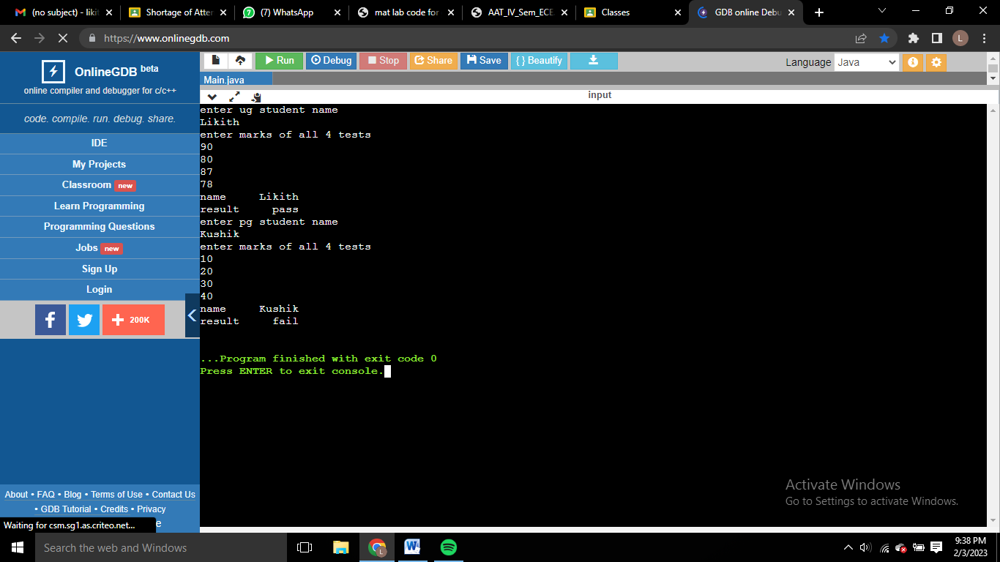 (no subject) - likit
Shortage of Atter
(7) WhatsApp
mat lab code for
AAT_IV_Sem_ECE
Classes
GDB online Debu
https://www.onlinegdb.com
L
OnlineGDB beta
online compiler and debugger for c/c++
code. compile. run. debug. share.
IDE
My Projects
Classroom new
Learn Programming
Programming Questions
Jobs new
Sign Up
Login
200K
About • FAQ • Blog • Terms of Use • Contact Us
• GDB Tutorial • Credits • Privacy
Waiting for csm.sg1.as.criteo.net...
e
Run Debug Stop Share Save { } Beautify
Language Java
Main.java
input
enter ug student name
Likith
enter marks of all 4 tests
90
80
87
78
name Likith
result pass
enter pg student name
Kushik
enter marks of all 4 tests
10
20
30
40
name Kushik
result fail
...Program finished with exit code 0
Press ENTER to exit console.
Activate Windows
Go to Settings to activate Windows.
Search the web and Windows
L
9:38 PM
2/3/2023